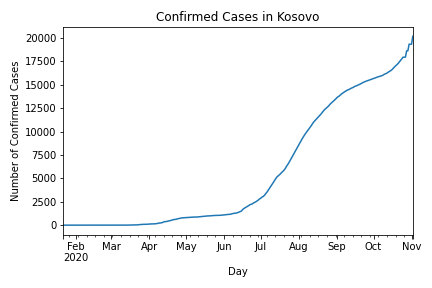 Confirmed Cases in Kosovo
Number of Confirmed Cases
20000
17500
15000
12500
10000
7500
5000
2500
0
Feb Mar Apr May Jun Jul Aug Sep Oct Nov
2020
Day